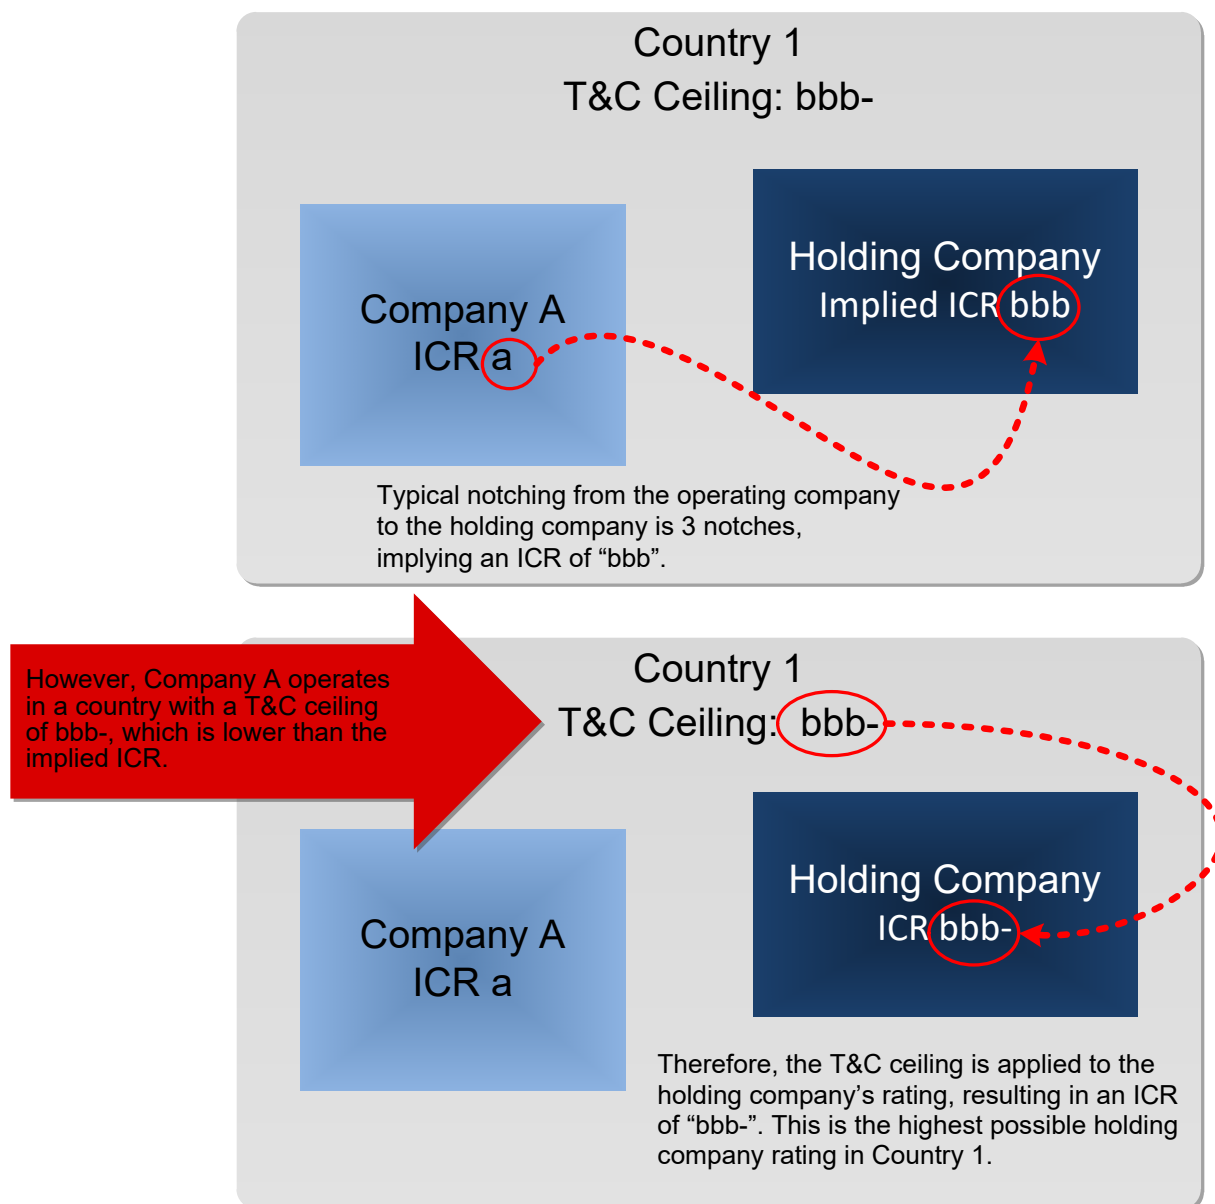 Country 1
T&C Ceiling: bbb-
Company A
ICR a
Holding Company
Implied ICR bbb
Typical notching from the operating company
to the holding company is 3 notches,
implying an ICR of “bbb”.
However, Company A operates
in a country with a T&C ceiling
of bbb-, which is lower than the
implied ICR.
Country 1
T&C Ceiling: bbb-
Company A
ICR a
Holding Company
ICR bbb-
Therefore, the T&C ceiling is applied to the
holding company’s rating, resulting in an ICR
of “bbb-”. This is the highest possible holding
company rating in Country 1.